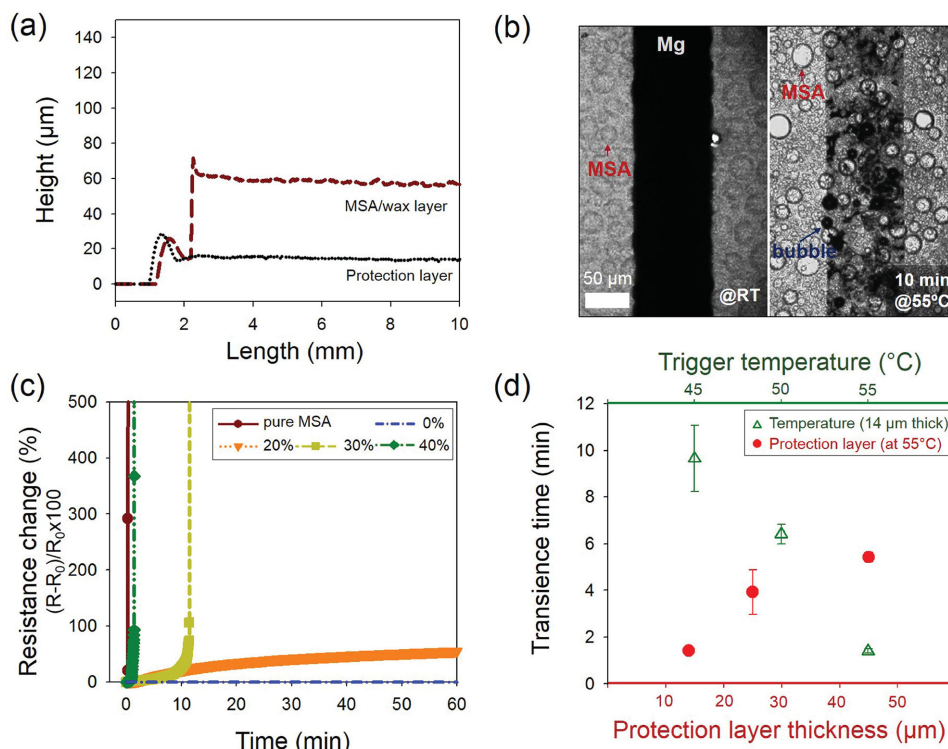 (a)
140
120
100
80
60
40
20
0
Height (µm)
MSA/wax layer
Protection layer
0 2 4 6 8 10
Length (mm)
(b)
Mg
MSA
50 µm
@RT
MSA
bubble
10 min
@55°C
(c)
500
400
300
200
100
0
Resistance change (%)
(R-R₀)/R₀x100
pure MSA 0%
20% 30% 40%
0 10 20 30 40 50 60
Time (min)
(d)
Trigger temperature (°C)
45 50 55
12
10
8
6
4
2
0
Transience time (min)
Temperature (14 µm thick)
Protection layer (at 55°C)
10 20 30 40 50
Protection layer thickness (µm)